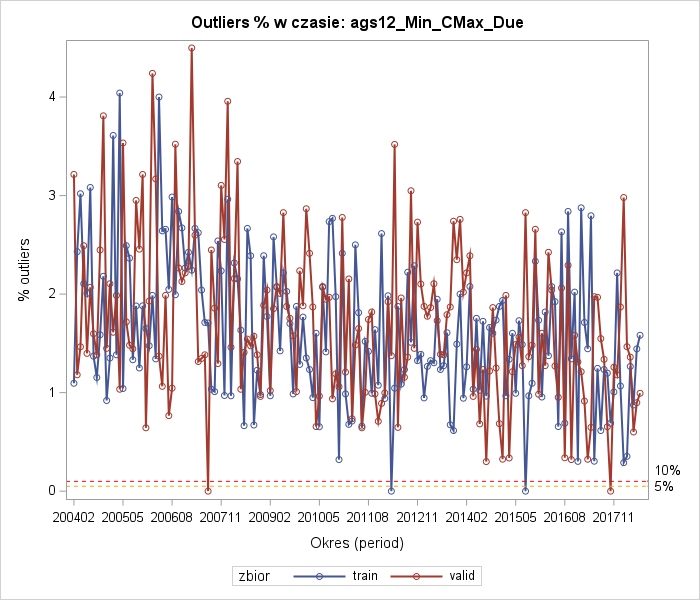 Outliers % w czasie: ags12_Min_CMax_Due
% outliers
4
3
2
1
0
10%
5%
200402 200505 200608 200711 200902 201005 201108 201211 201402 201505 201608 201711
Okres (period)
zbior train valid